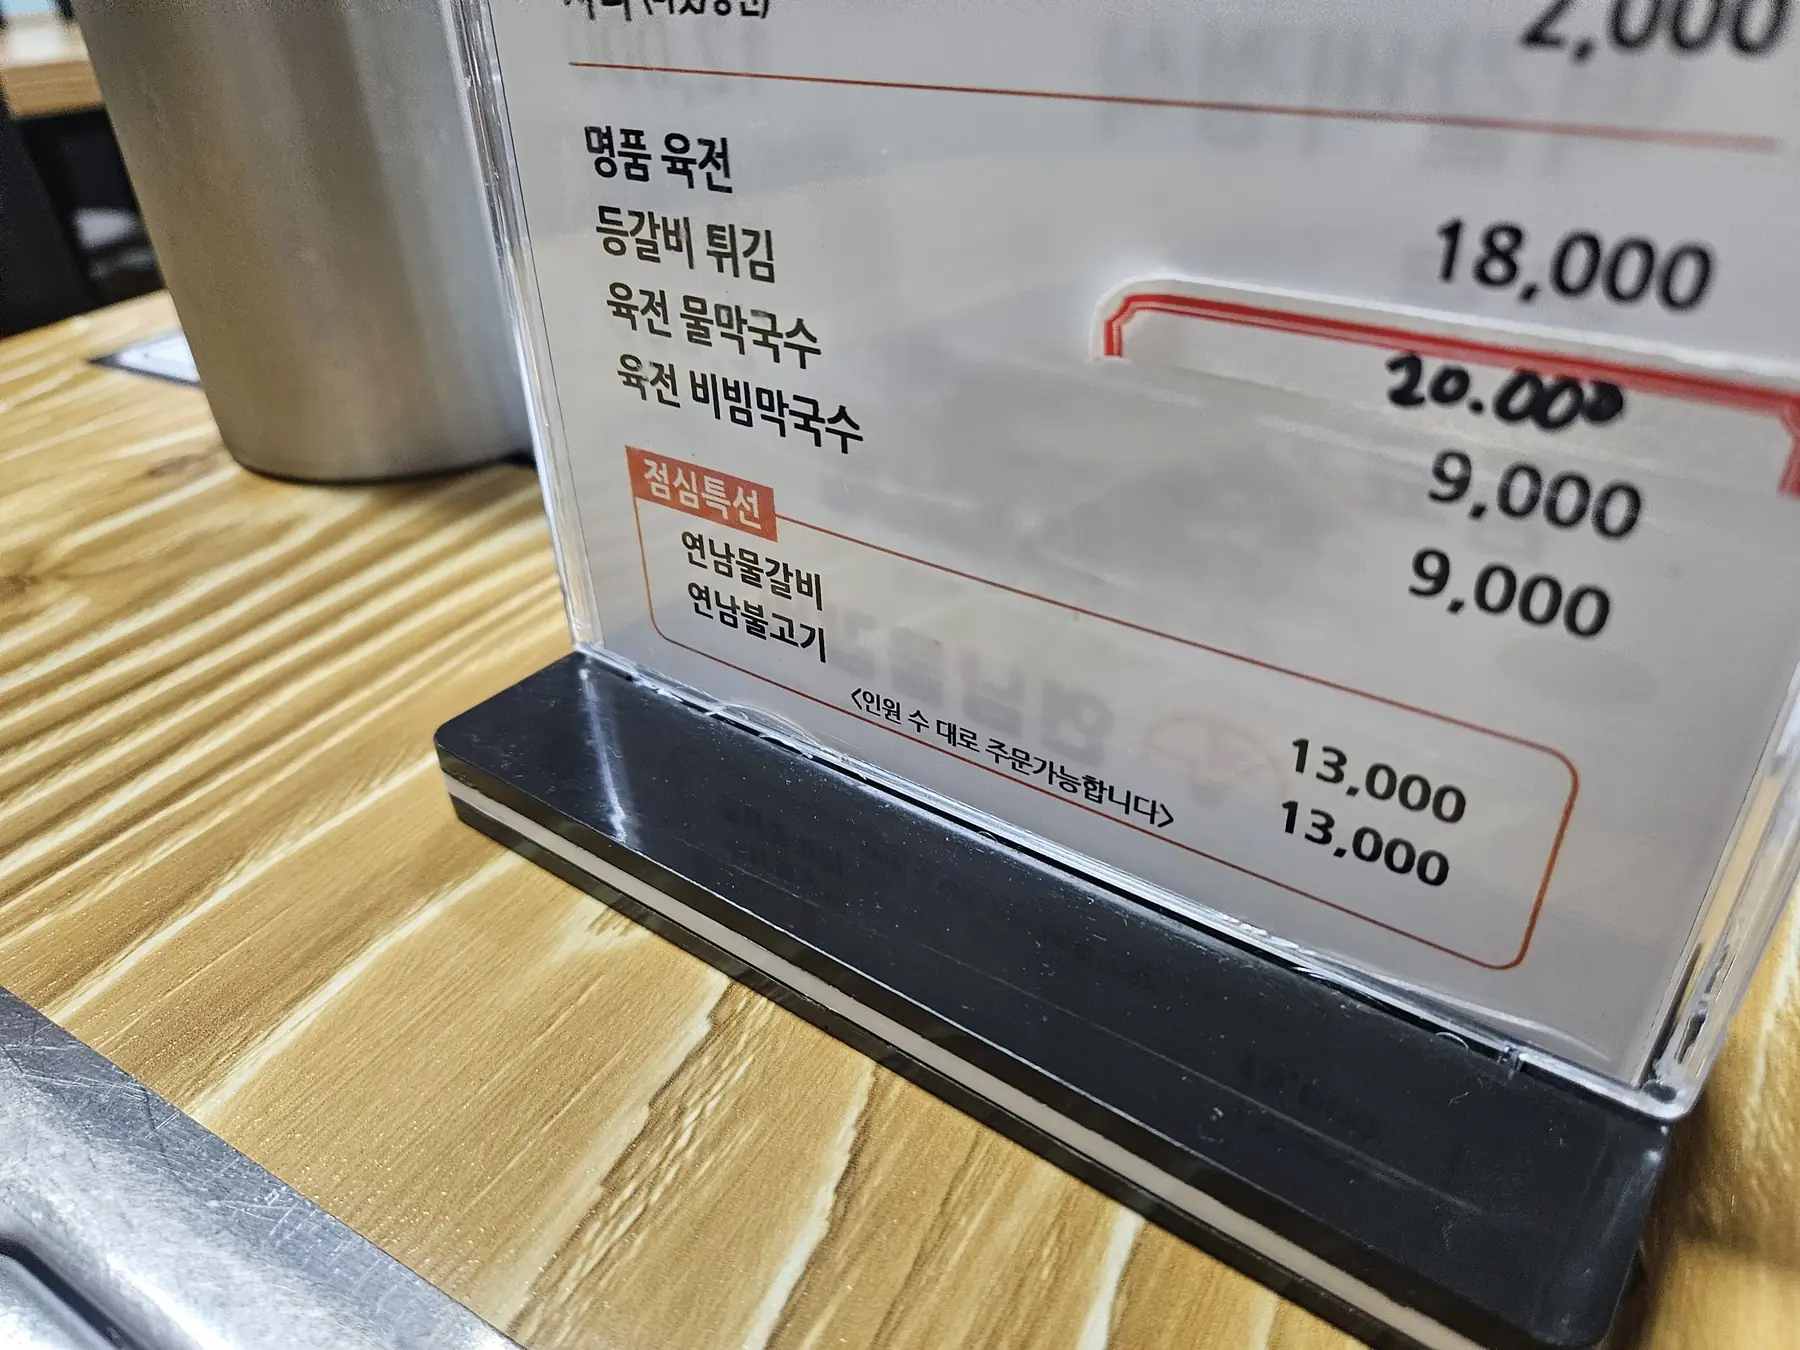 2,000
명품 육전 18,000
등갈비 튀김 20.000
육전 물막국수 9,000
육전 비빔막국수 9,000
점심특선
연남물갈비 13,000
연남불고기 13,000
<인원 수 대로 주문가능합니다>